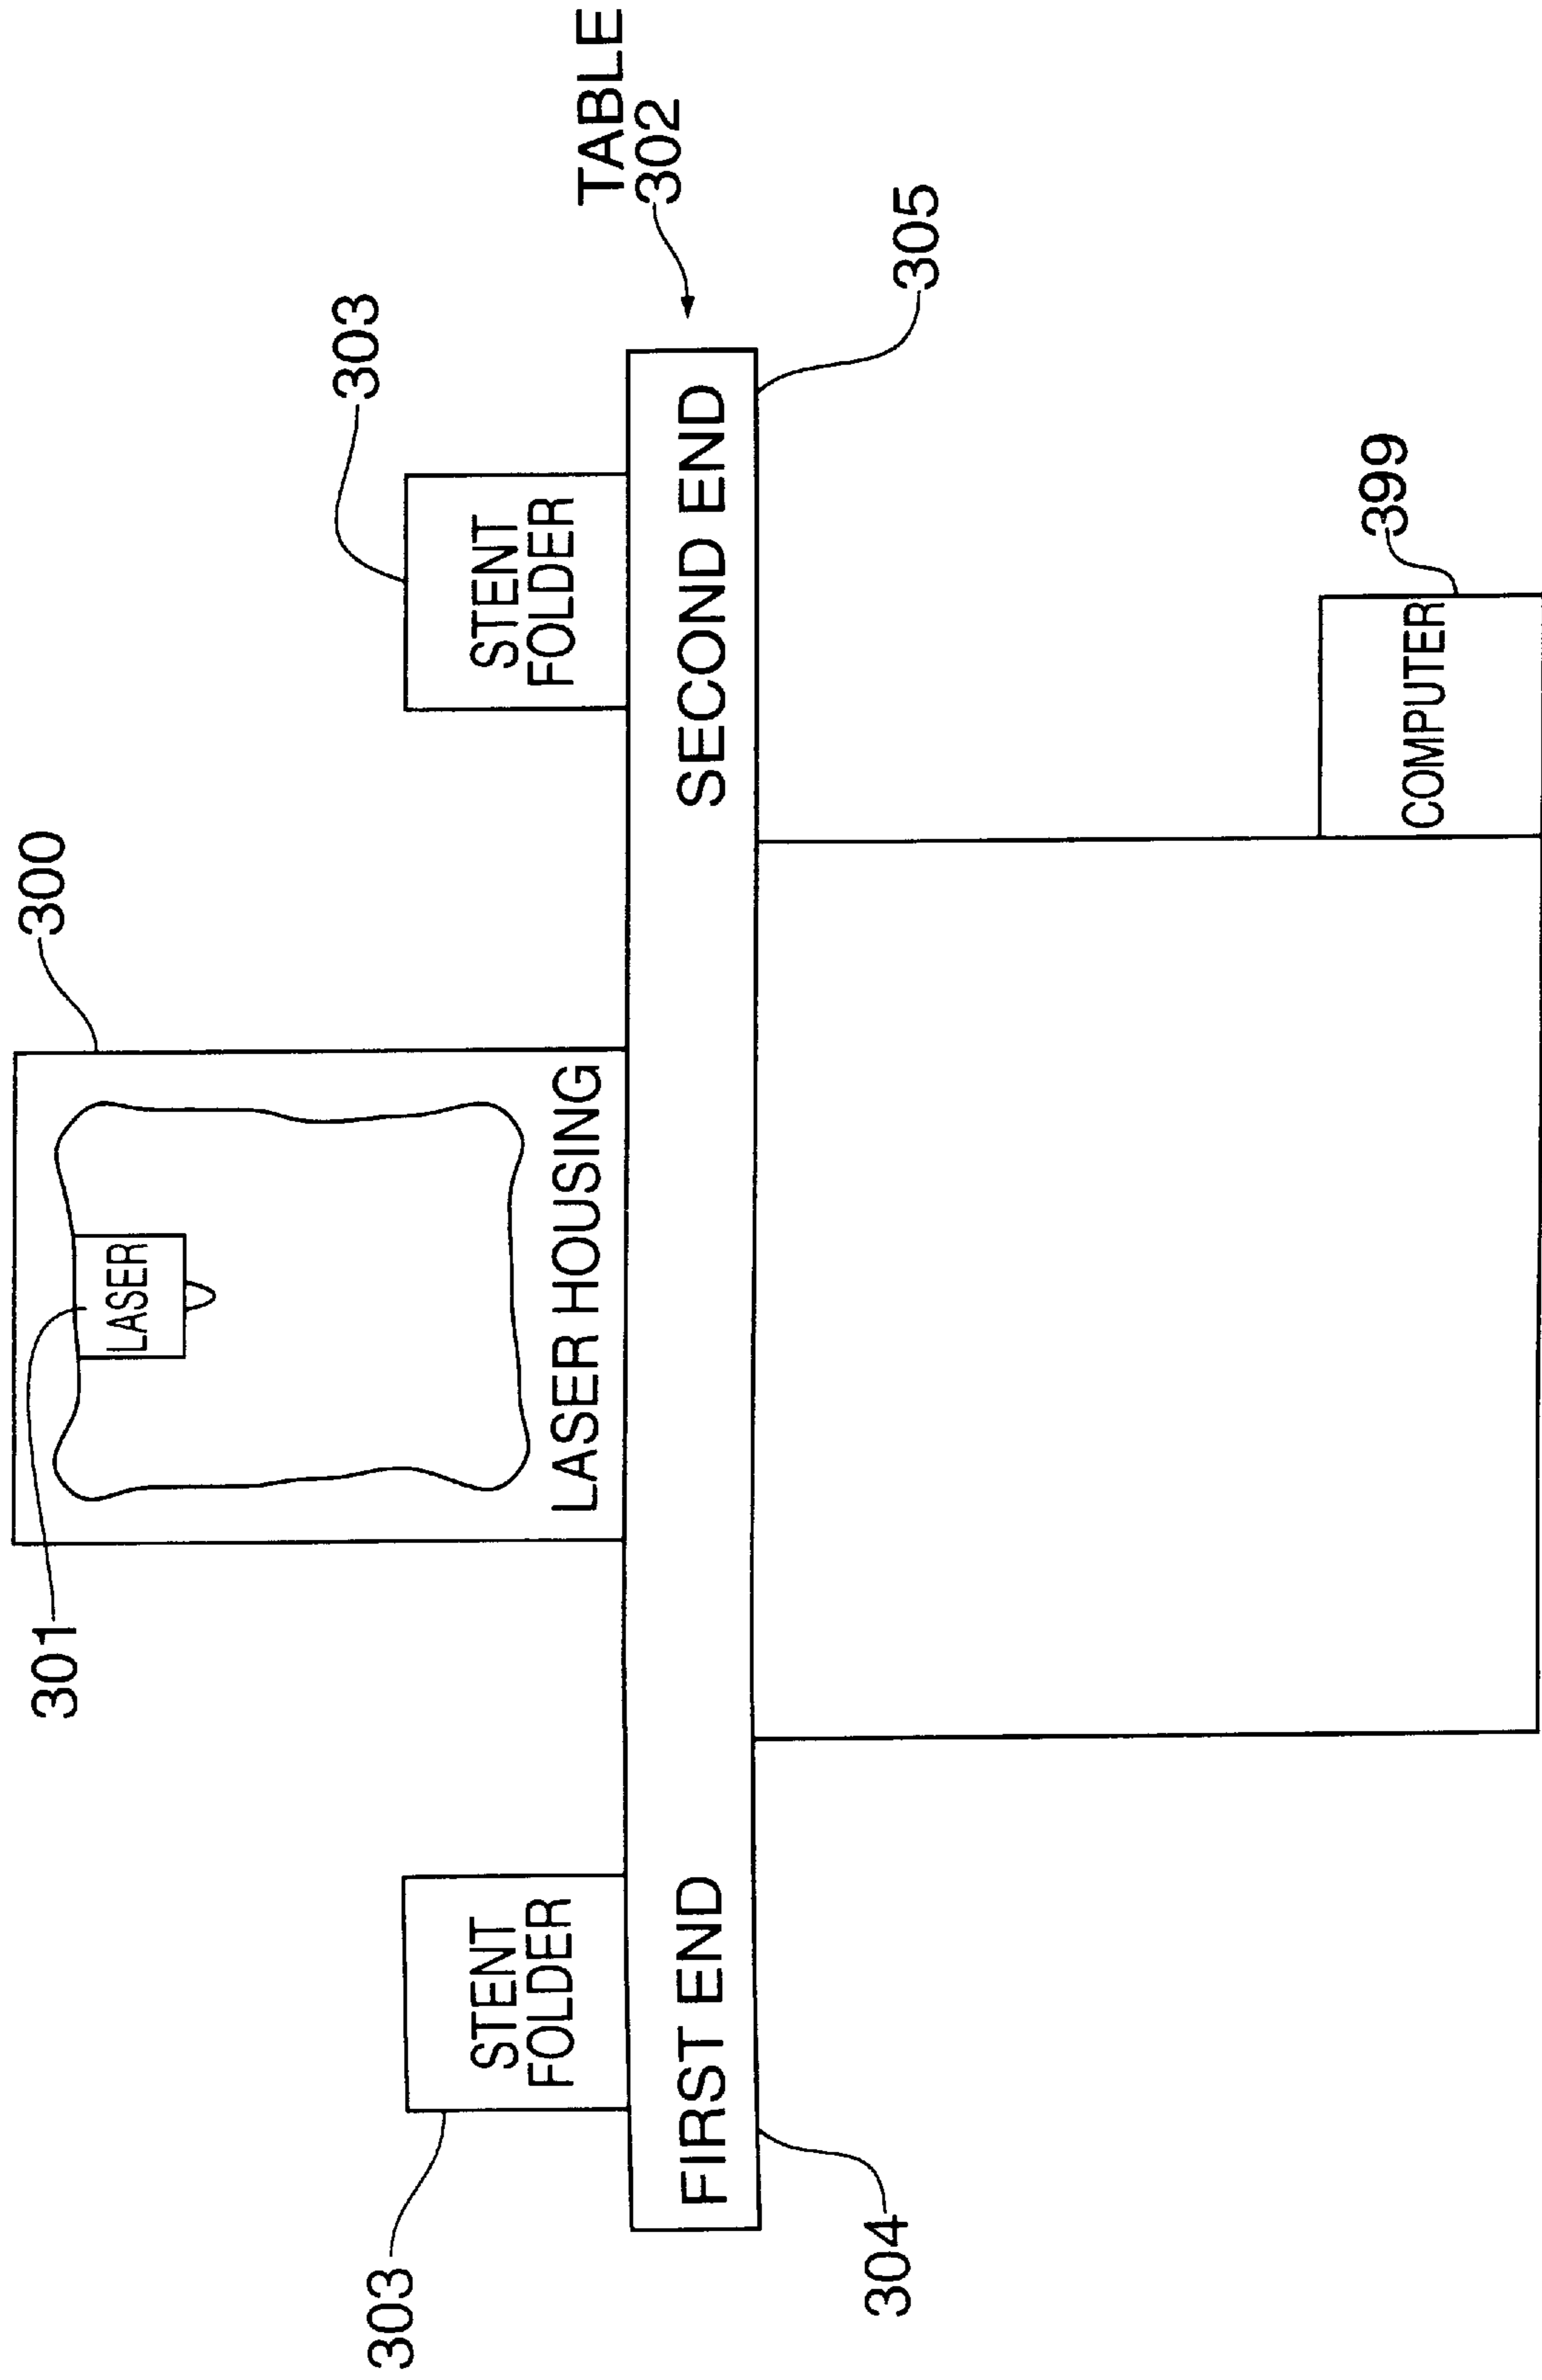 300
301
LASER
LASER HOUSING
303
STENT
FOLDER
303
STENT
FOLDER
TABLE
302
FIRST END
SECOND END
304
305
COMPUTER
399